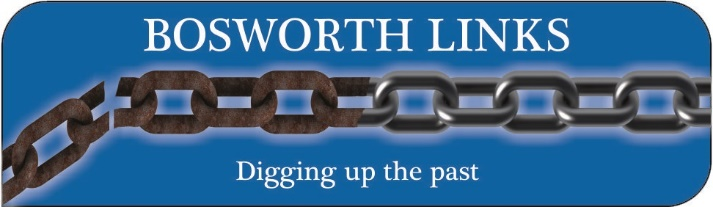 BOSWORTH LINKS
Digging up the past